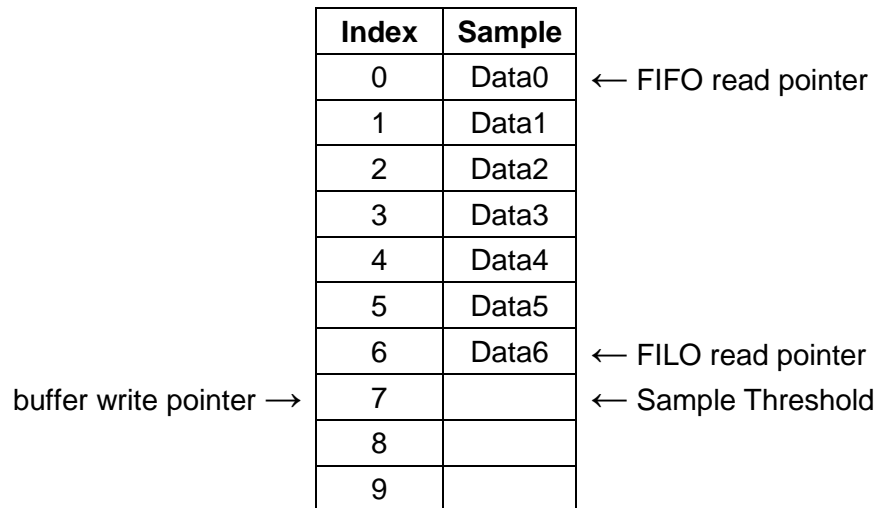 Index Sample
0 Data0 ← FIFO read pointer
1 Data1
2 Data2
3 Data3
4 Data4
5 Data5
6 Data6 ← FILO read pointer
buffer write pointer → 7 ← Sample Threshold
8
9